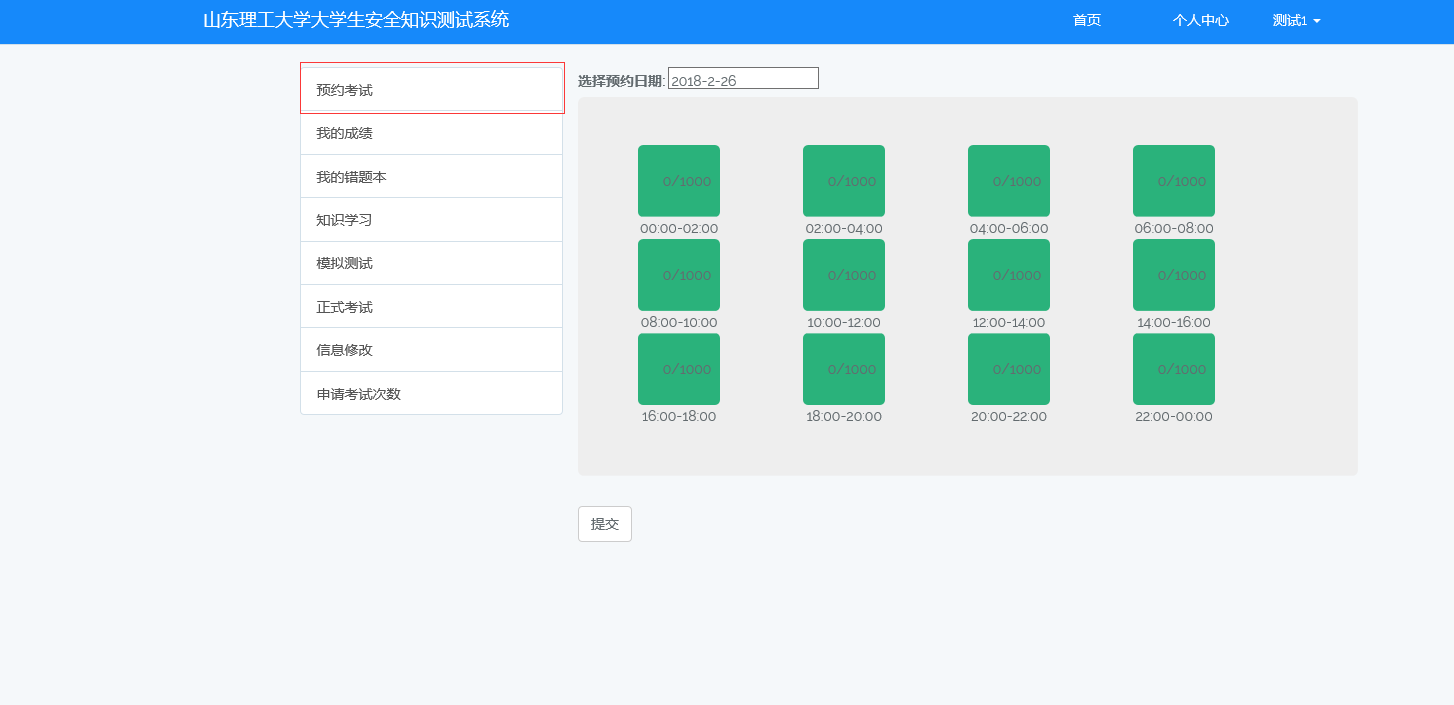 山东理工大学大学生安全知识测试系统 首页 个人中心 测试1
预约考试
我的成绩
我的错题本
知识学习
模拟测试
正式考试
信息修改
申请考试次数
选择预约日期: 2018-2-26
0/1000 0/1000 0/1000 0/1000
00:00-02:00 02:00-04:00 04:00-06:00 06:00-08:00
0/1000 0/1000 0/1000 0/1000
08:00-10:00 10:00-12:00 12:00-14:00 14:00-16:00
0/1000 0/1000 0/1000 0/1000
16:00-18:00 18:00-20:00 20:00-22:00 22:00-00:00
提交